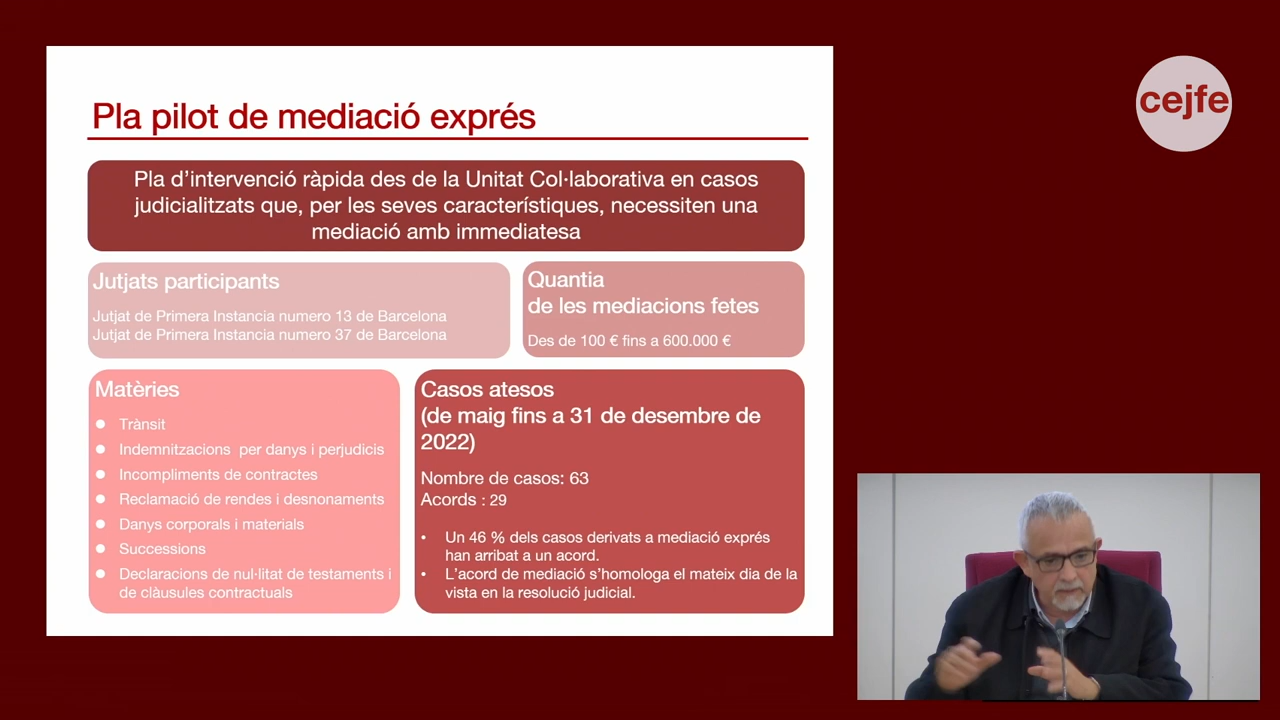 cejfe
Pla pilot de mediació exprés
Pla d'intervenció ràpida des de la Unitat Col·laborativa en casos
judicialitzats que, per les seves característiques, necessiten una
mediació amb immediatesa
Jutjats participants
Jutjat de Primera Instancia numero 13 de Barcelona
Jutjat de Primera Instancia numero 37 de Barcelona
Quantia
de les mediacions fetes
Des de 100 € fins a 600.000 €
Matèries
● Trànsit
● Indemnitzacions per danys i perjudicis
● Incompliments de contractes
● Reclamació de rendes i desnonaments
● Danys corporals i materials
● Successions
● Declaracions de nul·litat de testaments i
de clàusules contractuals
Casos atesos
(de maig fins a 31 de desembre de
2022)
Nombre de casos: 63
Acords : 29
• Un 46 % dels casos derivats a mediació exprés
han arribat a un acord.
• L'acord de mediació s'homologa el mateix dia de la
vista en la resolució judicial.